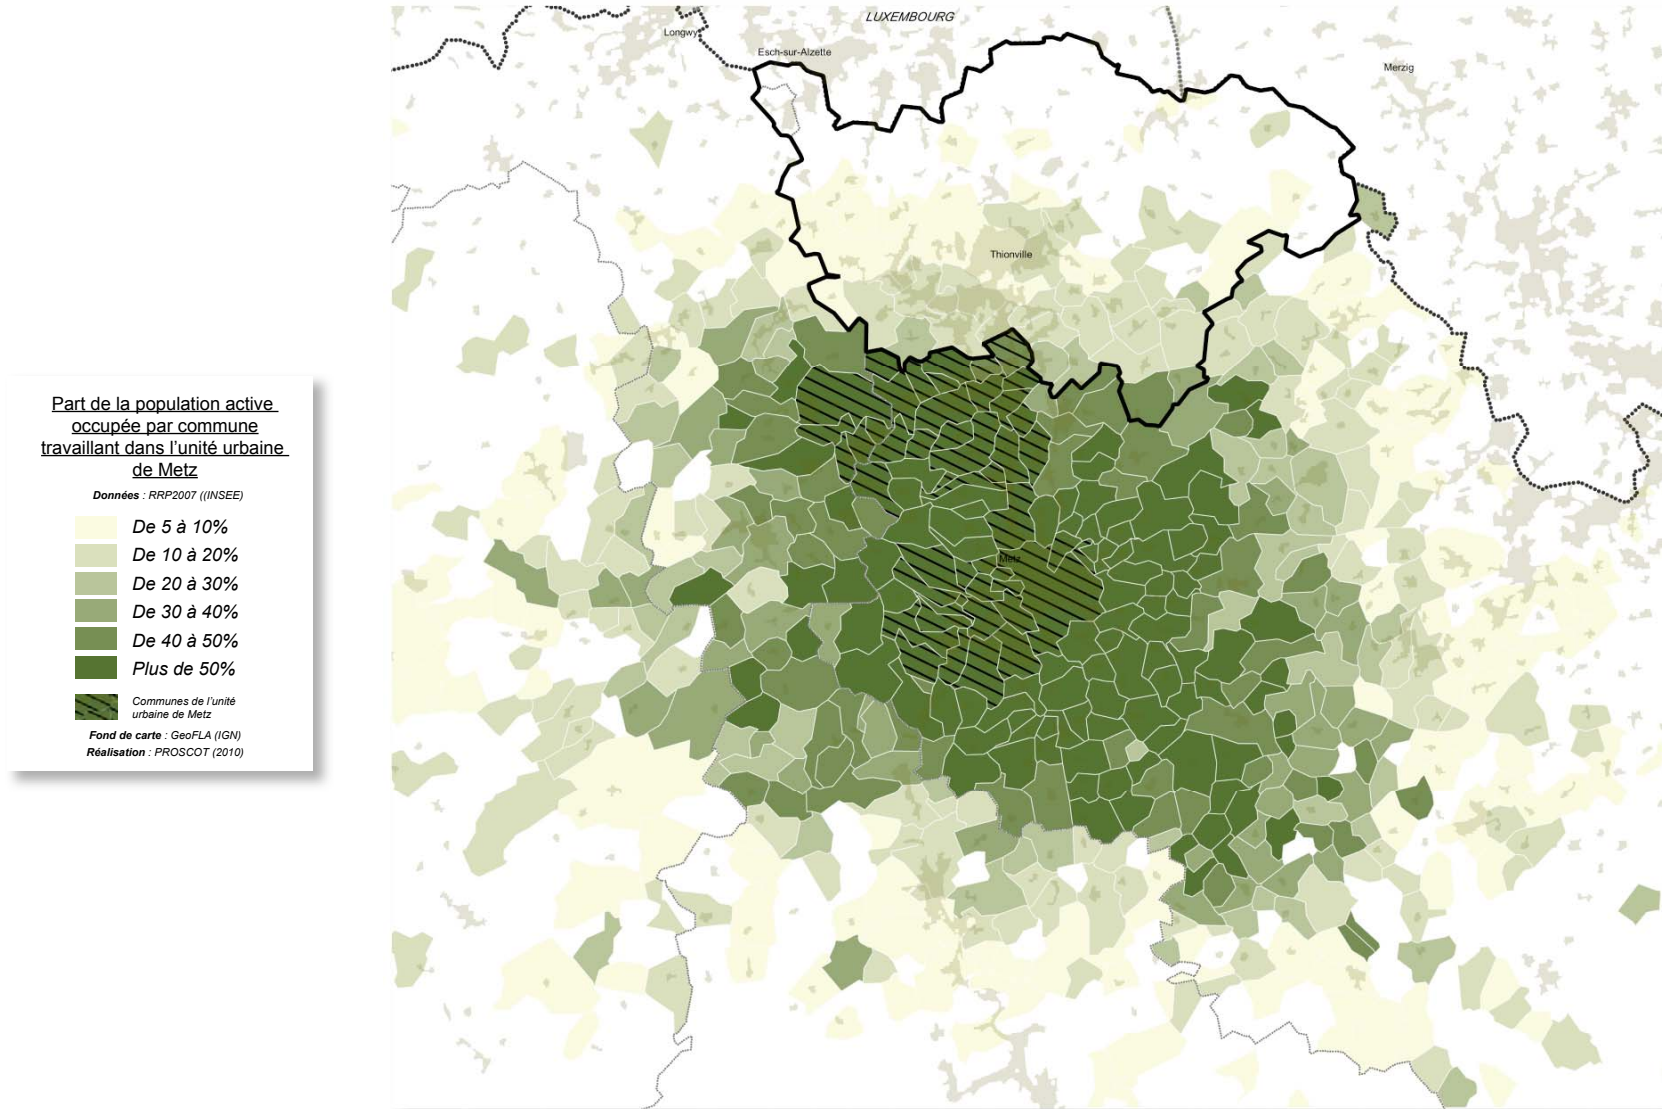 Part de la population active
occupée par commune
travaillant dans l'unité urbaine
de Metz
Données : RRP2007 ((INSEE)
De 5 à 10%
De 10 à 20%
De 20 à 30%
De 30 à 40%
De 40 à 50%
Plus de 50%
Communes de l'unité
urbaine de Metz
Fond de carte : GeoFLA (IGN)
Réalisation : PROSCOT (2010)
LUXEMBOURG
Longwy
Esch-sur-Alzette
Merzig
Thionville
Metz